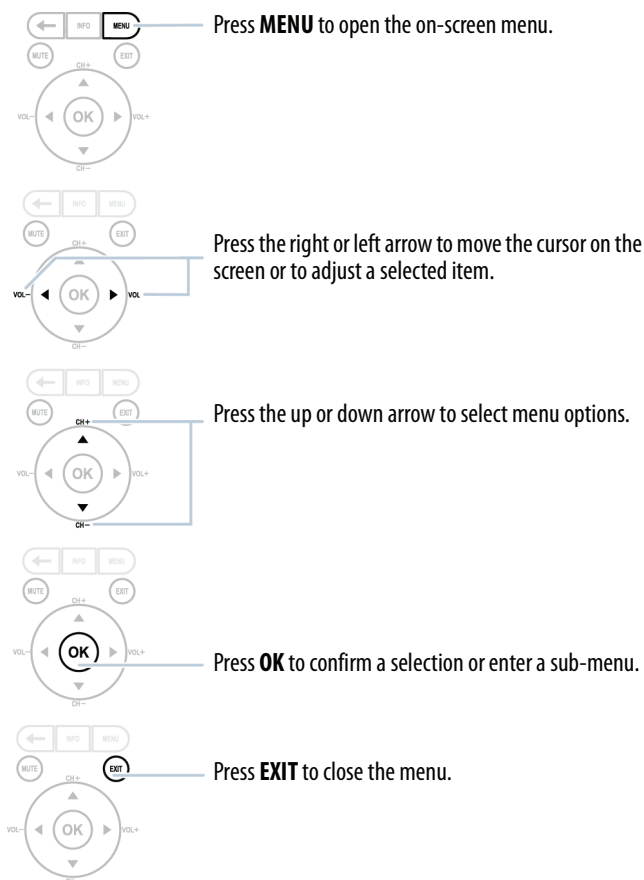 INFO MENU
Press MENU to open the on-screen menu.
MUTE EXIT
CH+
VOL- OK VOL+
CH-
INFO MENU
MUTE EXIT
CH+
Press the right or left arrow to move the cursor on the
screen or to adjust a selected item.
VOL- OK VOL
CH-
INFO MENU
MUTE EXIT
CH+
Press the up or down arrow to select menu options.
VOL- OK VOL+
CH-
INFO MENU
MUTE EXIT
CH+
VOL- OK VOL+
Press OK to confirm a selection or enter a sub-menu.
CH-
INFO MENU
MUTE EXIT
Press EXIT to close the menu.
CH+
VOL- OK VOL+